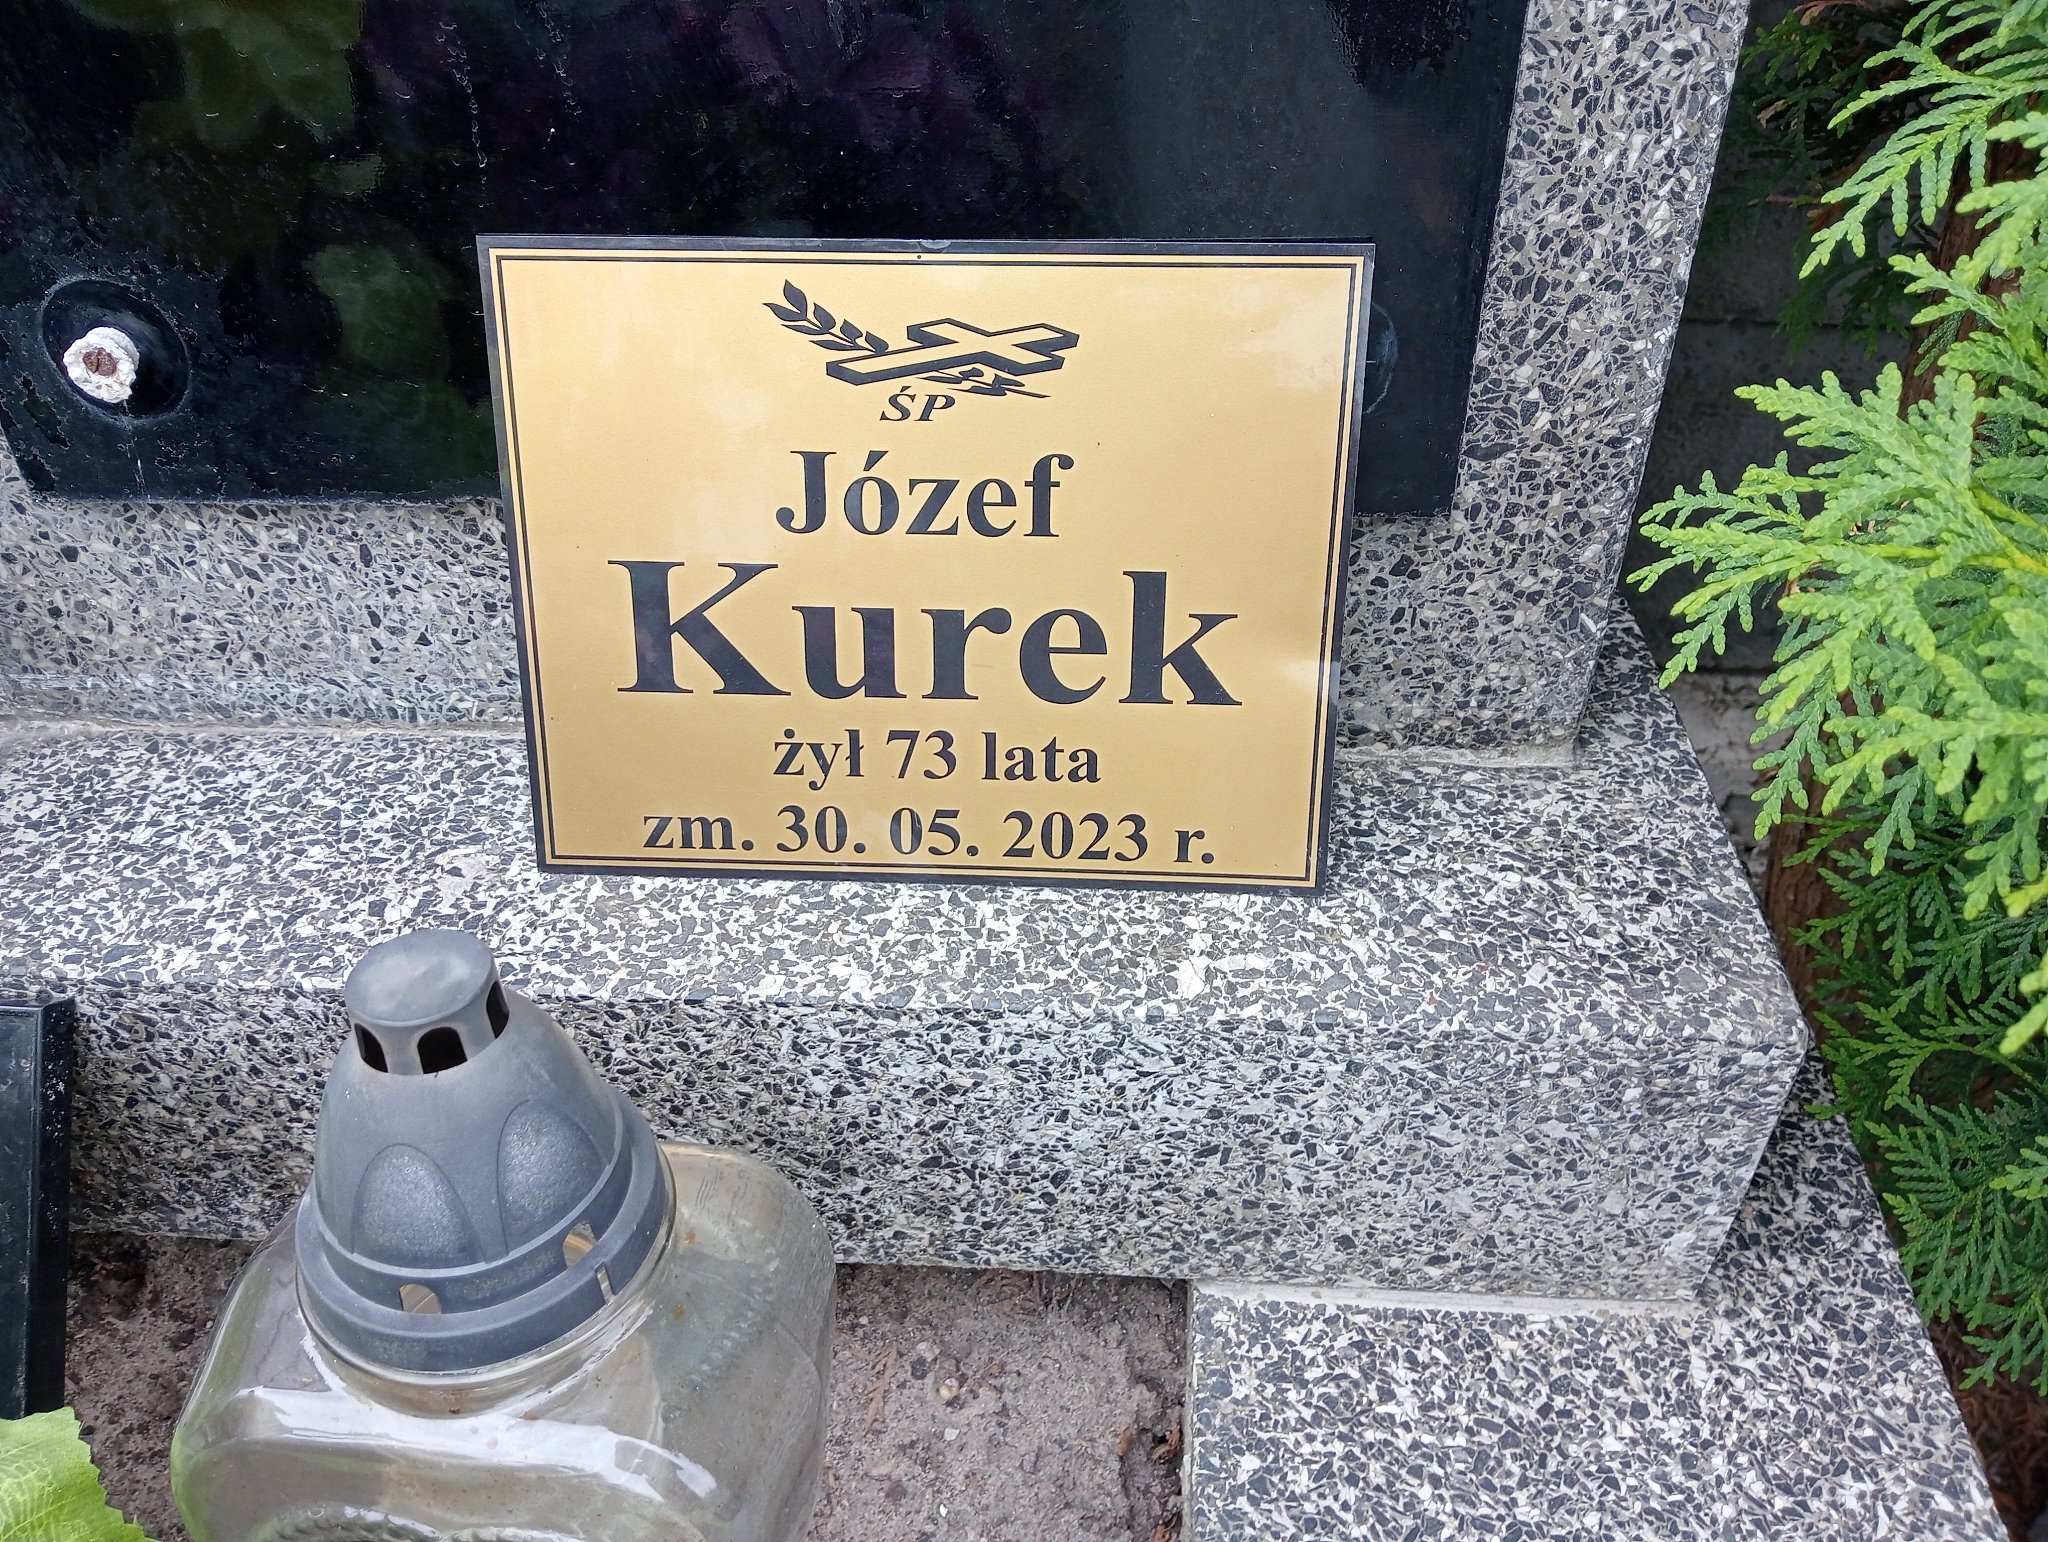 ŚP
Józef
Kurek
żył 73 lata
zm. 30. 05. 2023 r.